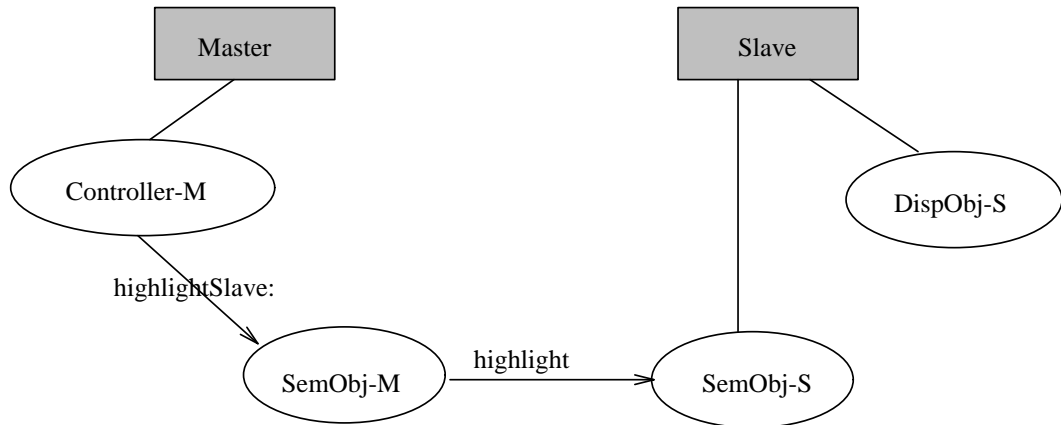 Master
Slave
Controller-M
DispObj-S
highlightSlave:
highlight
SemObj-M
SemObj-S